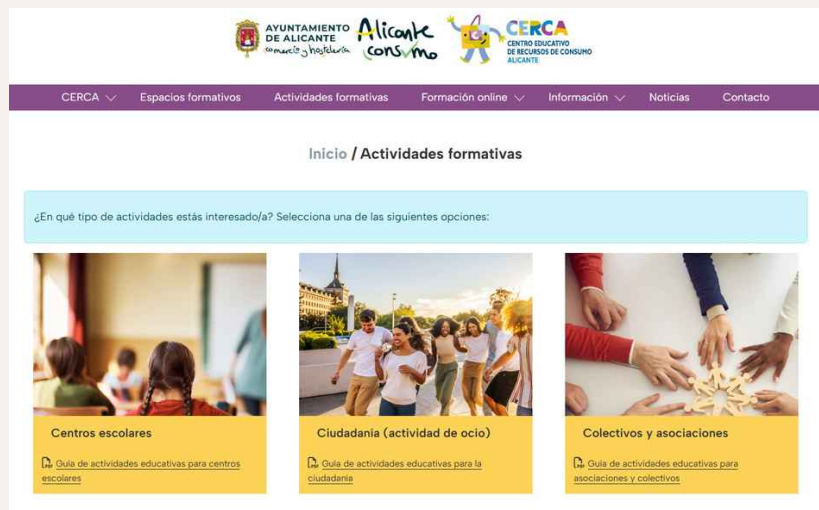 AYUNTAMIENTO
DE ALICANTE
comercio y hostelería
Alicante
consumo
CERCA
CENTRO EDUCATIVO
DE RECURSOS DE CONSUMO
ALICANTE
CERCA Espacios formativos Actividades formativas Formación online Información Noticias Contacto
Inicio / Actividades formativas
¿En qué tipo de actividades estás interesado/a? Selecciona una de las siguientes opciones:
Centros escolares
Guía de actividades educativas para centros
escolares
Ciudadanía (actividad de ocio)
Guía de actividades educativas para la
ciudadanía
Colectivos y asociaciones
Guía de actividades educativas para
asociaciones y colectivos